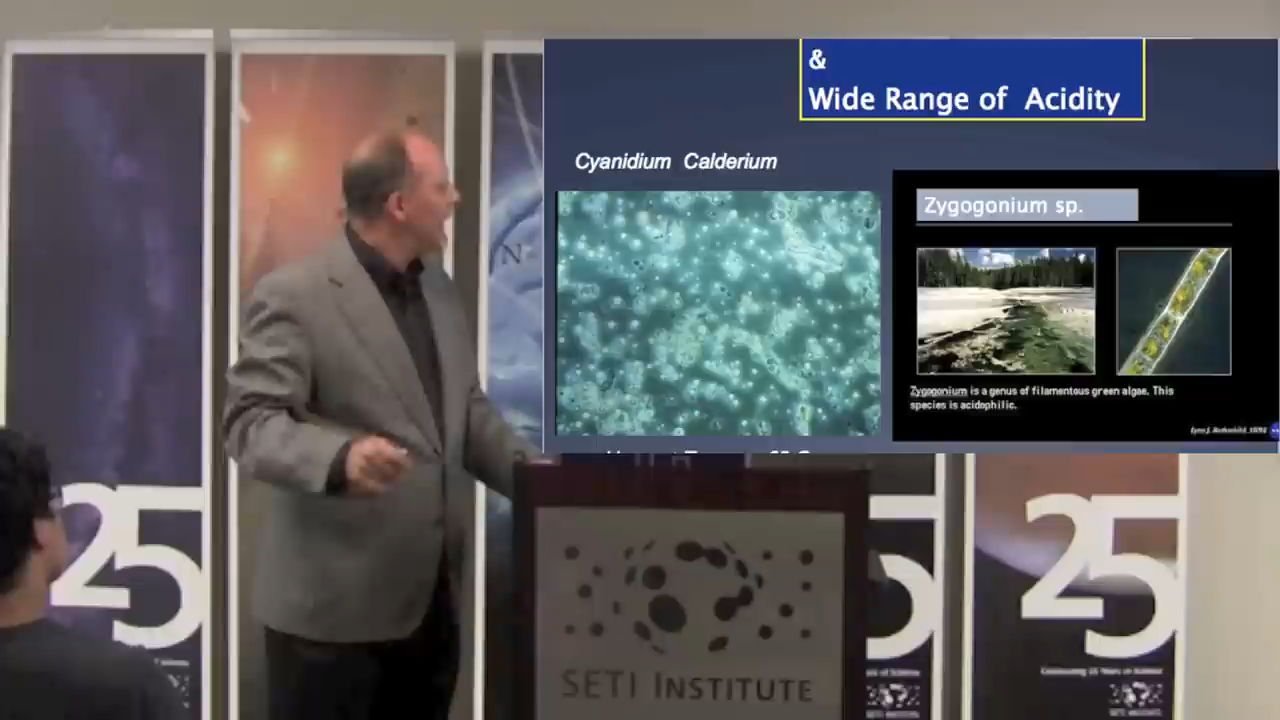 &
Wide Range of Acidity
Cyanidium Calderium
Zygogonium sp.
Zygogonium is a genus of filamentous green algae. This
species is acidophilic.
N
25
25
25
SETI INSTITUTE